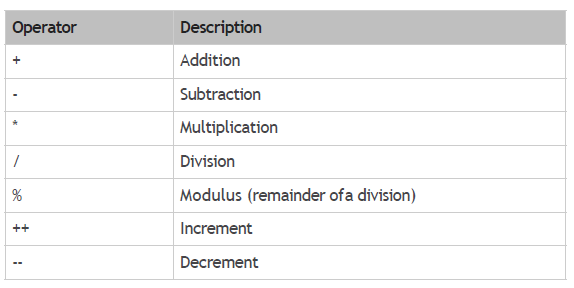 Operator Description
+ Addition
- Subtraction
* Multiplication
/ Division
% Modulus (remainder ofa division)
++ Increment
-- Decrement